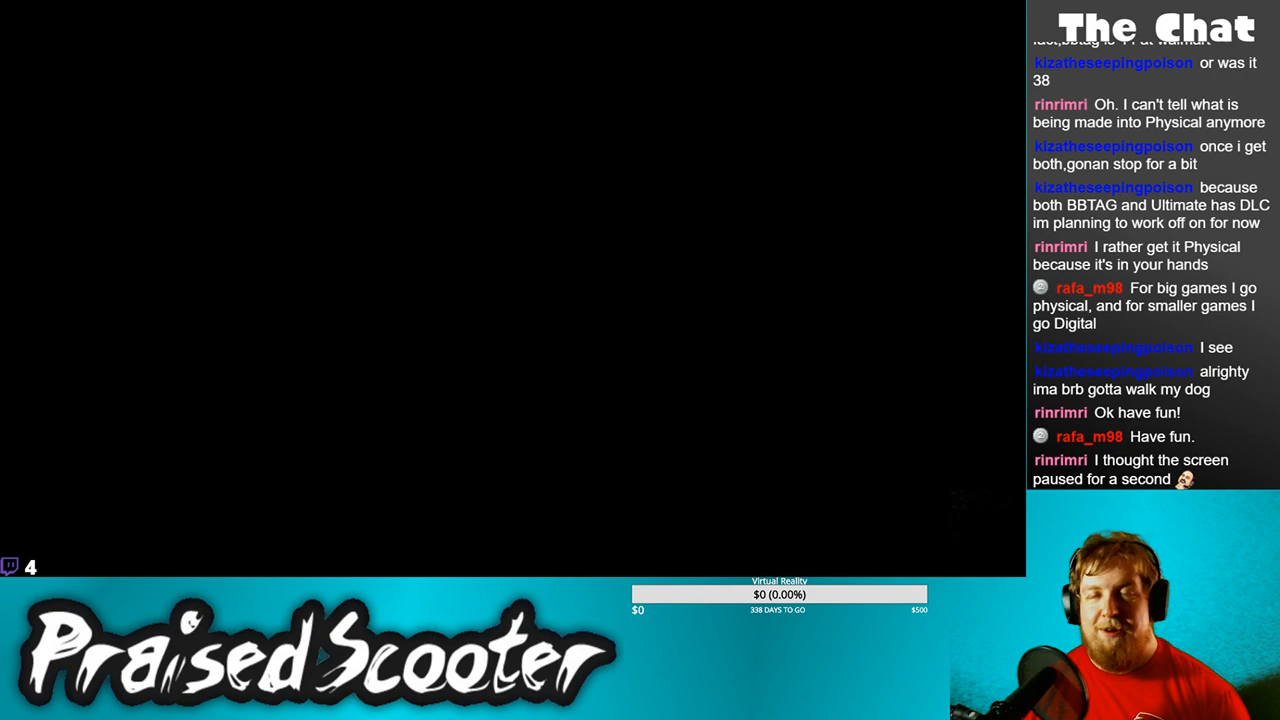 The Chat
kizatheseepingpoison or was it
38
rinrimri Oh. I can't tell what is
being made into Physical anymore
kizatheseepingpoison once i get
both,gonan stop for a bit
kizatheseepingpoison because
both BBTAG and Ultimate has DLC
im planning to work off on for now
rinrimri I rather get it Physical
because it's in your hands
2 rafa_m98 For big games I go
physical, and for smaller games I
go Digital
kizatheseepingpoison I see
kizatheseepingpoison alrighty
ima brb gotta walk my dog
rinrimri Ok have fun!
2 rafa_m98 Have fun.
rinrimri I thought the screen
paused for a second
4
Virtual Reality
$0 (0.00%)
$0 338 DAYS TO GO $500
PraisedScooter